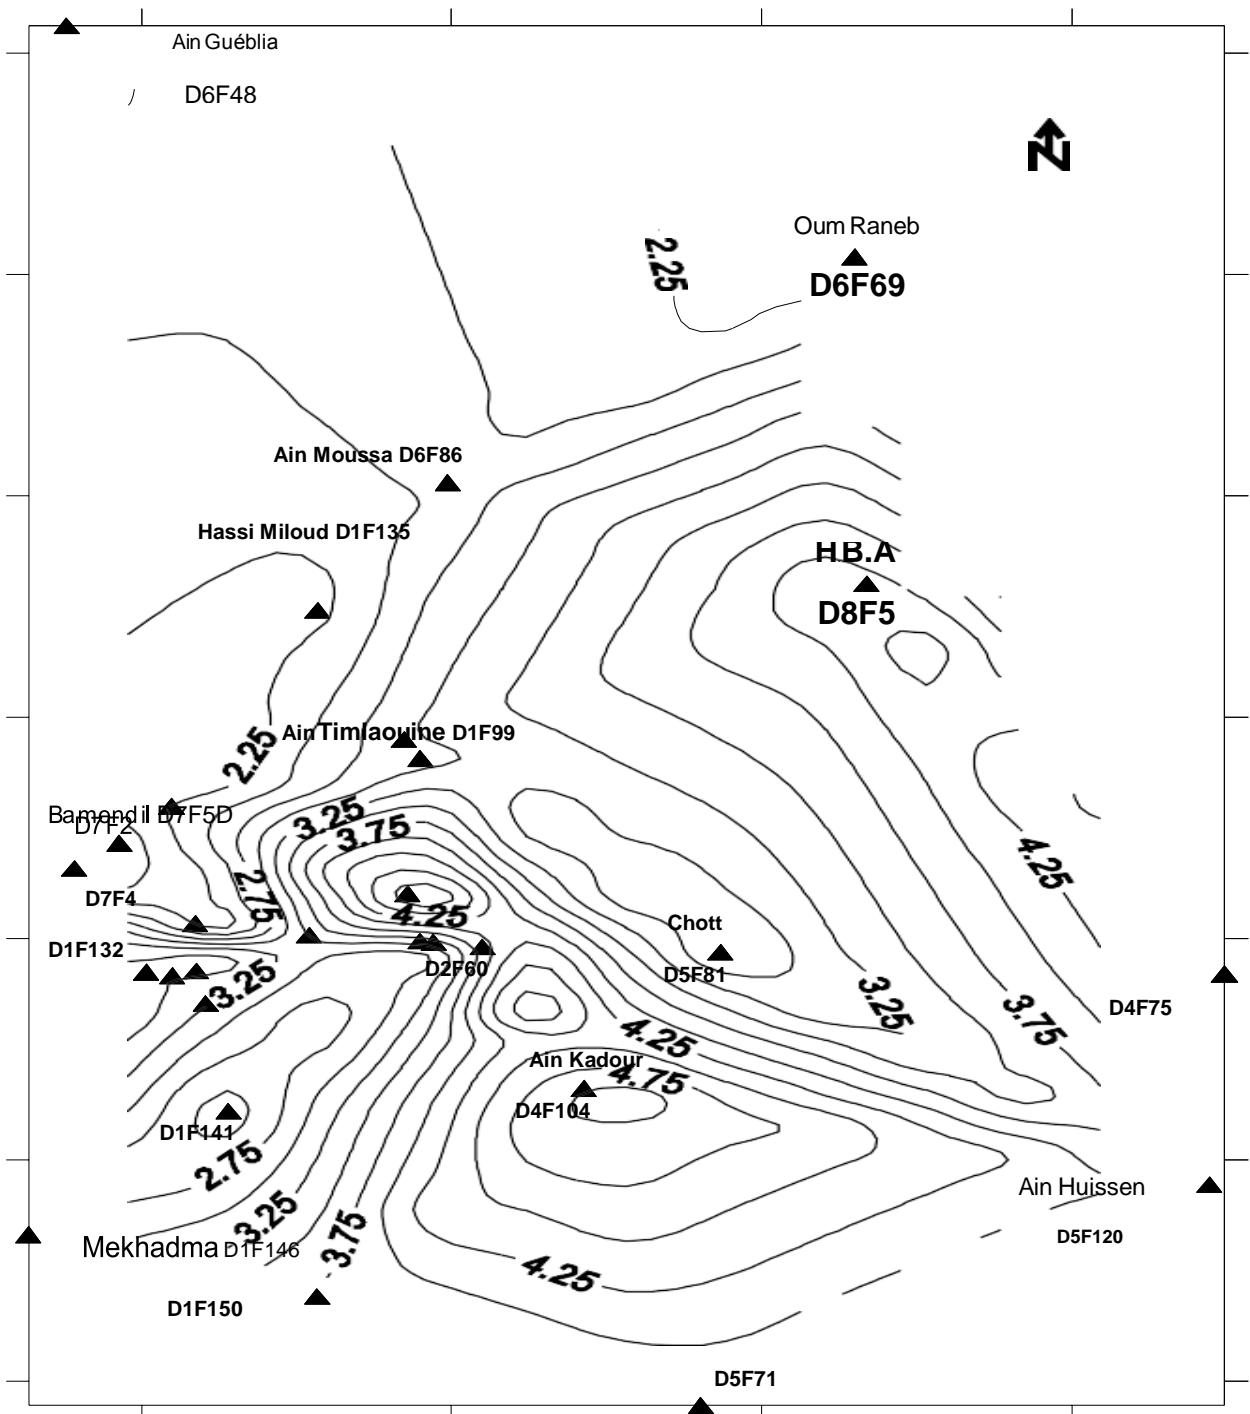 Ain Guéblia
D6F48
N
Oum Raneb
D6F69
2.25
Ain Moussa D6F86
Hassi Miloud D1F135
H B.A
D8F5
Ain Timlaouine D1F99
2.25
Bamendil D7F5D
D7F2
3.25
3.75
4.25
D7F4
2.75
4.25
Chott
D1F132
D2F60
D5F81
3.25
3.25
3.75
D4F75
4.25
Ain Kadour
4.75
D4F104
D1F141
2.75
Ain Huissen
3.25
3.75
D5F120
Mekhadma D1F146
4.25
D1F150
D5F71